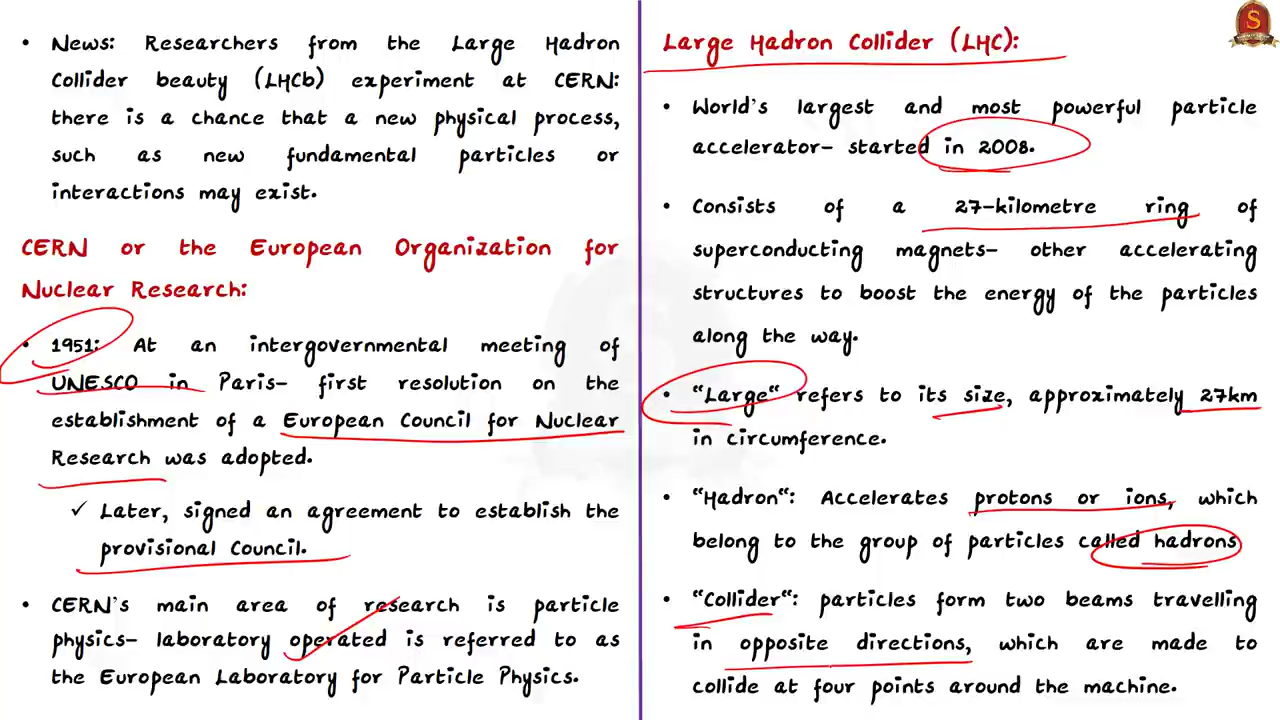 • News: Researchers from the Large Hadron
Collider beauty (LHCb) experiment at CERN:
there is a chance that a new physical process,
such as new fundamental particles or
interactions may exist.
CERN or the European Organization for
Nuclear Research:
• 1951: At an intergovernmental meeting of
UNESCO in Paris- first resolution on the
establishment of a European Council for Nuclear
Research was adopted.
✓ Later, signed an agreement to establish the
provisional Council.
• CERN's main area of research is particle
physics- laboratory operated is referred to as
the European Laboratory for Particle Physics.
Large Hadron Collider (LHC):
• World's largest and most powerful particle
accelerator- started in 2008.
• Consists of a 27-kilometre ring of
superconducting magnets- other accelerating
structures to boost the energy of the particles
along the way.
• "Large" refers to its size, approximately 27km
in circumference.
• "Hadron": Accelerates protons or ions, which
belong to the group of particles called hadrons
• "Collider": particles form two beams travelling
in opposite directions, which are made to
collide at four points around the machine.
S